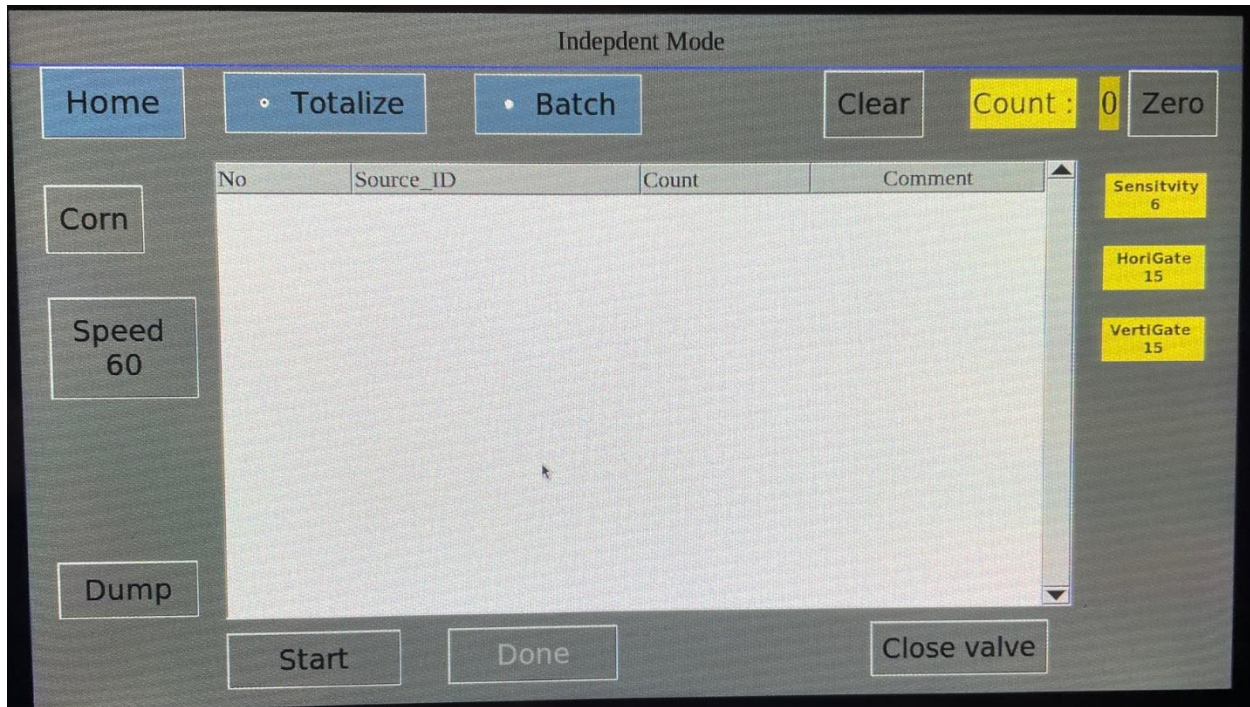 Indepdent Mode
Home
Totalize
Batch
Clear
Count :
0
Zero
No Source_ID Count Comment
Corn
Speed
60
Dump
Sensitvity
6
HoriGate
15
VertiGate
15
Start
Done
Close valve